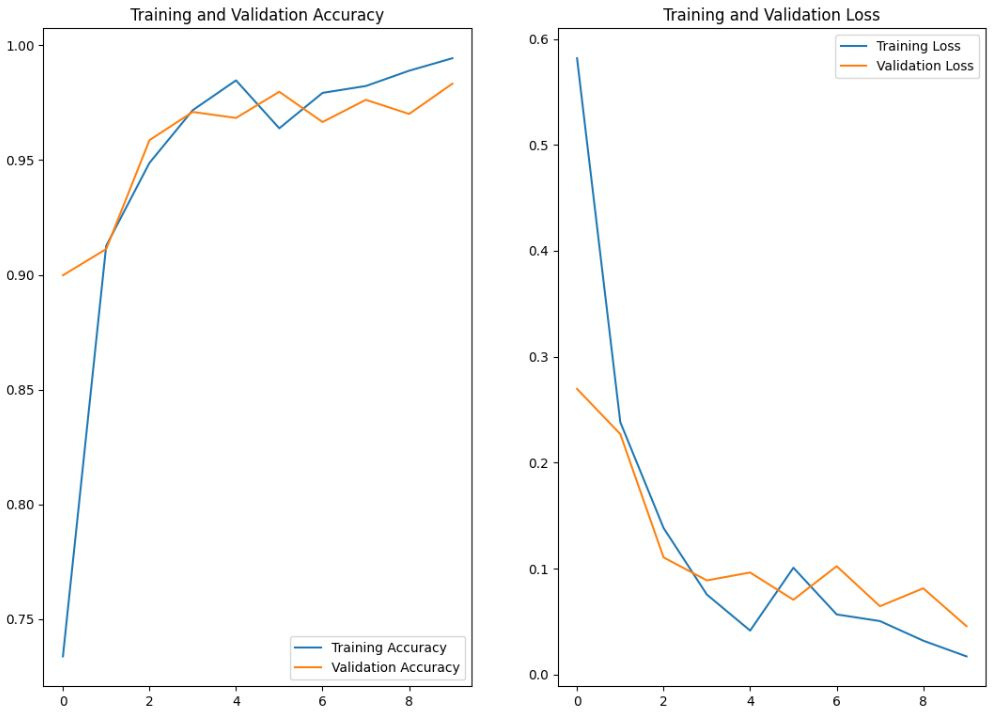 Training and Validation Accuracy
1.00
0.95
0.90
0.85
0.80
0.75
0 2 4 6 8
Training Accuracy
Validation Accuracy
Training and Validation Loss
0.6
0.5
0.4
0.3
0.2
0.1
0.0
0 2 4 6 8
Training Loss
Validation Loss